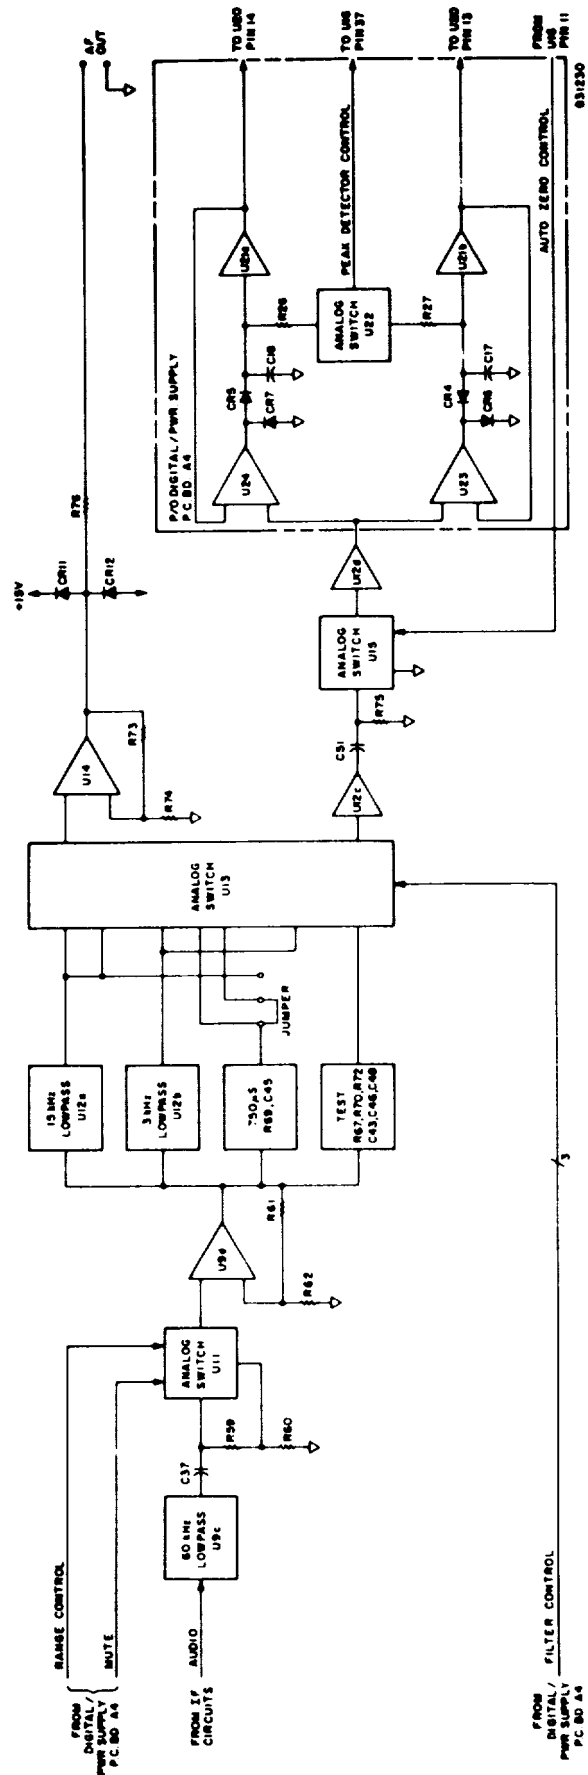 FROM
DIGITAL/
PWR SUPPLY
P.C. BD A4
RANGE CONTROL
MUTE
FROM IF
CIRCUITS
AUDIO
60 kHz
LOWPASS
U9c
C37
R59
R60
ANALOG
SWITCH
U11
R62
R61
15 kHz
LOWPASS
U12a
3 kHz
LOWPASS
U12b
750µS
R69,C45
TEST
R67,R70,R72
C43,C46,C48
JUMPER
ANALOG
SWITCH
U13
U14
R73
R74
+15V
CR11
CR12
R76
AF
OUT
U12c
C51
R75
ANALOG
SWITCH
U15
U12d
P/O DIGITAL/PWR SUPPLY
P.C. BD A4
U24
CR5
CR7
C18
U21a
R26
ANALOG
SWITCH
U22
R27
PEAK DETECTOR CONTROL
U23
CR4
CR6
C17
U21b
TO U20
PIN 14
TO U16
PIN 37
TO U20
PIN 13
FROM
U16
PIN 11
AUTO ZERO CONTROL
FROM
DIGITAL/
PWR SUPPLY
P.C. BD A4
FILTER CONTROL
3
031230